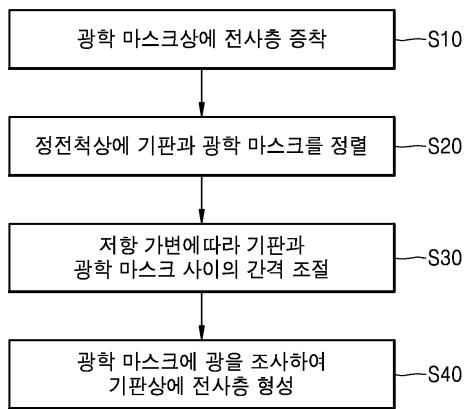 광학 마스크상에 전사층 증착
S10
정전척상에 기판과 광학 마스크를 정렬
S20
저항 가변에따라 기판과
광학 마스크 사이의 간격 조절
S30
광학 마스크에 광을 조사하여
기판상에 전사층 형성
S40